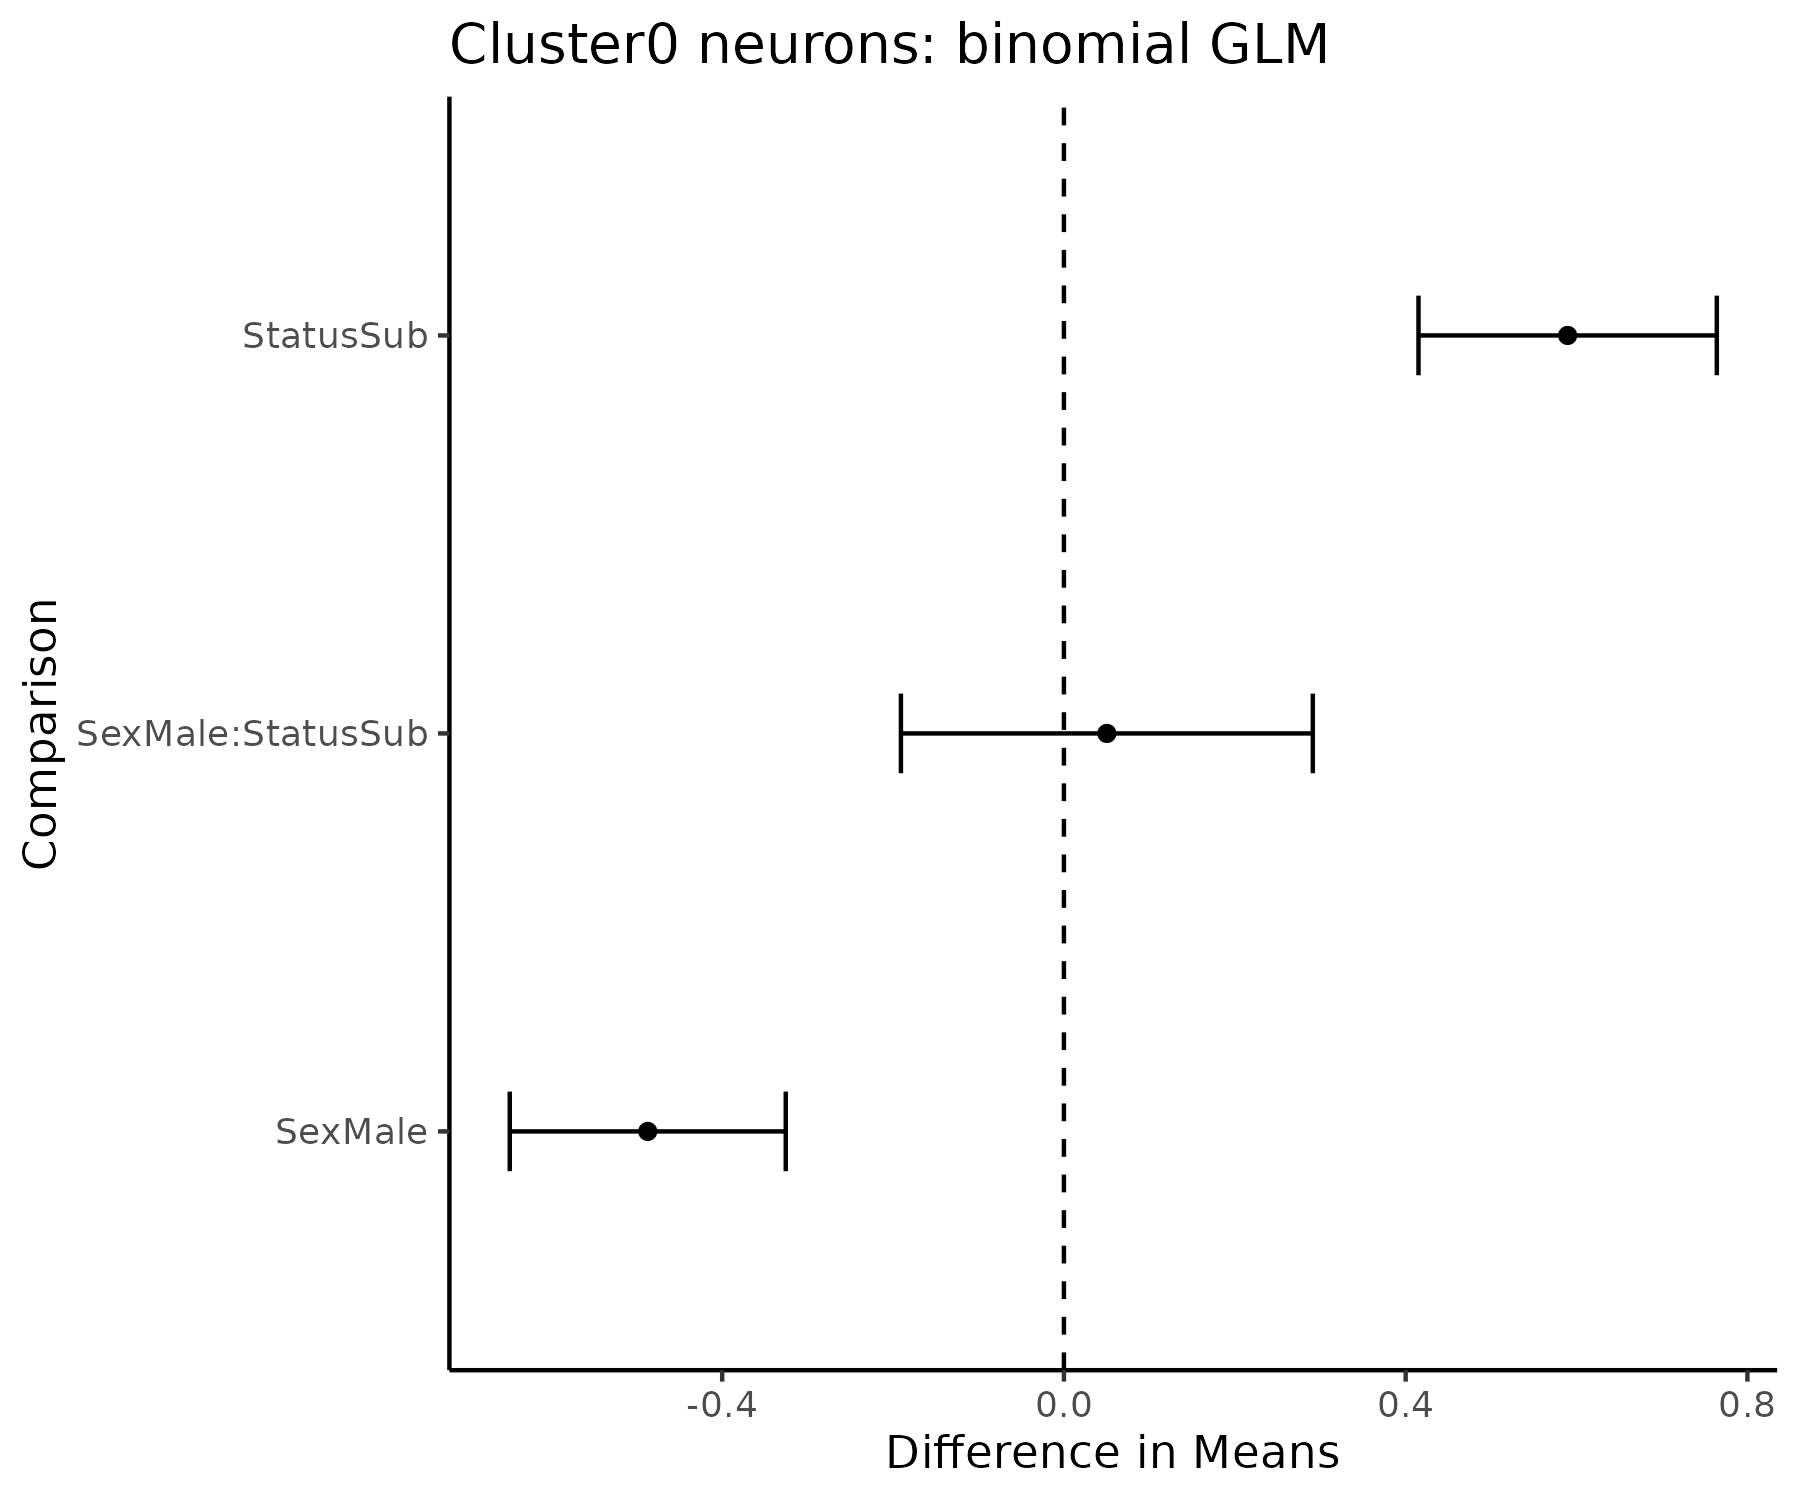 Cluster0 neurons: binomial GLM
Comparison
StatusSub
SexMale:StatusSub
SexMale
-0.4 0.0 0.4 0.8
Difference in Means